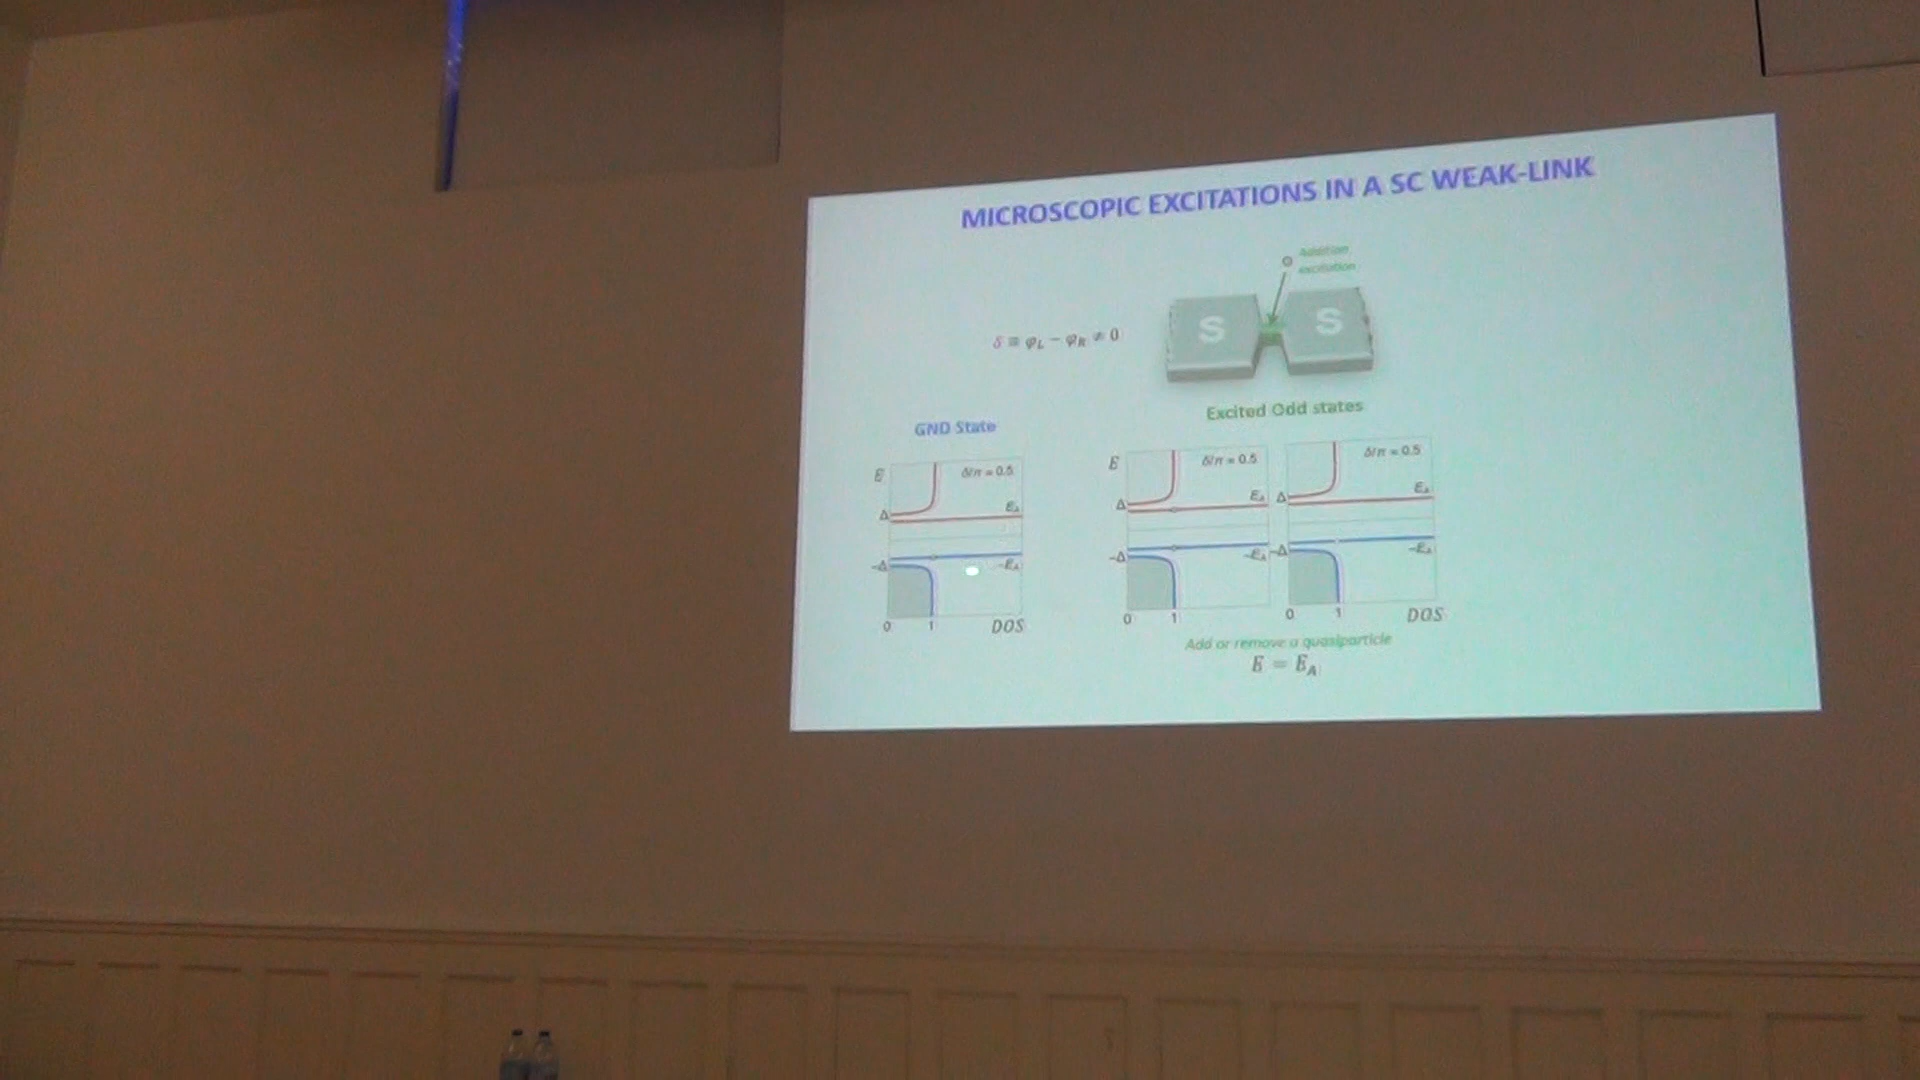 MICROSCOPIC EXCITATIONS IN A SC WEAK-LINK
Addition
excitation
S S
δ ≡ φL − φR ≠ 0
GND State
Excited Odd states
E δ/π = 0.5
Δ EA
-Δ -EA
0 1 DOS
E δ/π = 0.5
Δ EA
-Δ -EA
0 1
δ/π = 0.5
Δ EA
-Δ -EA
0 1 DOS
Add or remove a quasiparticle
E = EA